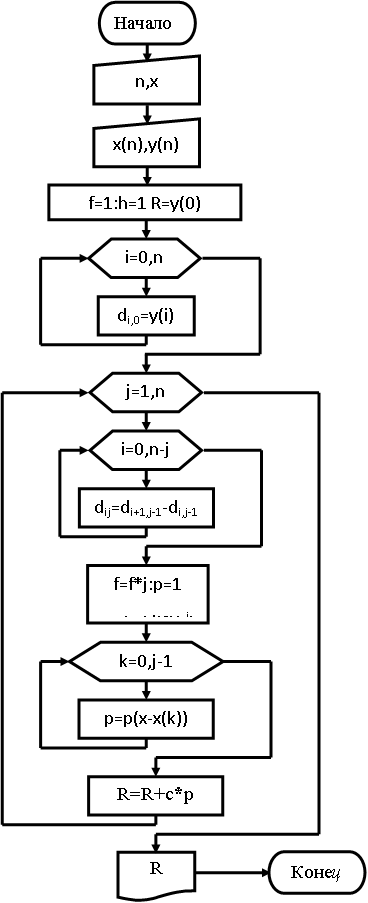 Начало
n,x
x(n),y(n)
f=1:h=1 R=y(0)
i=0,n
di,0=y(i)
j=1,n
i=0,n-j
dij=di+1,j-1-di,j-1
f=f*j:p=1
k=0,j-1
p=p(x-x(k))
R=R+c*p
R
Конец